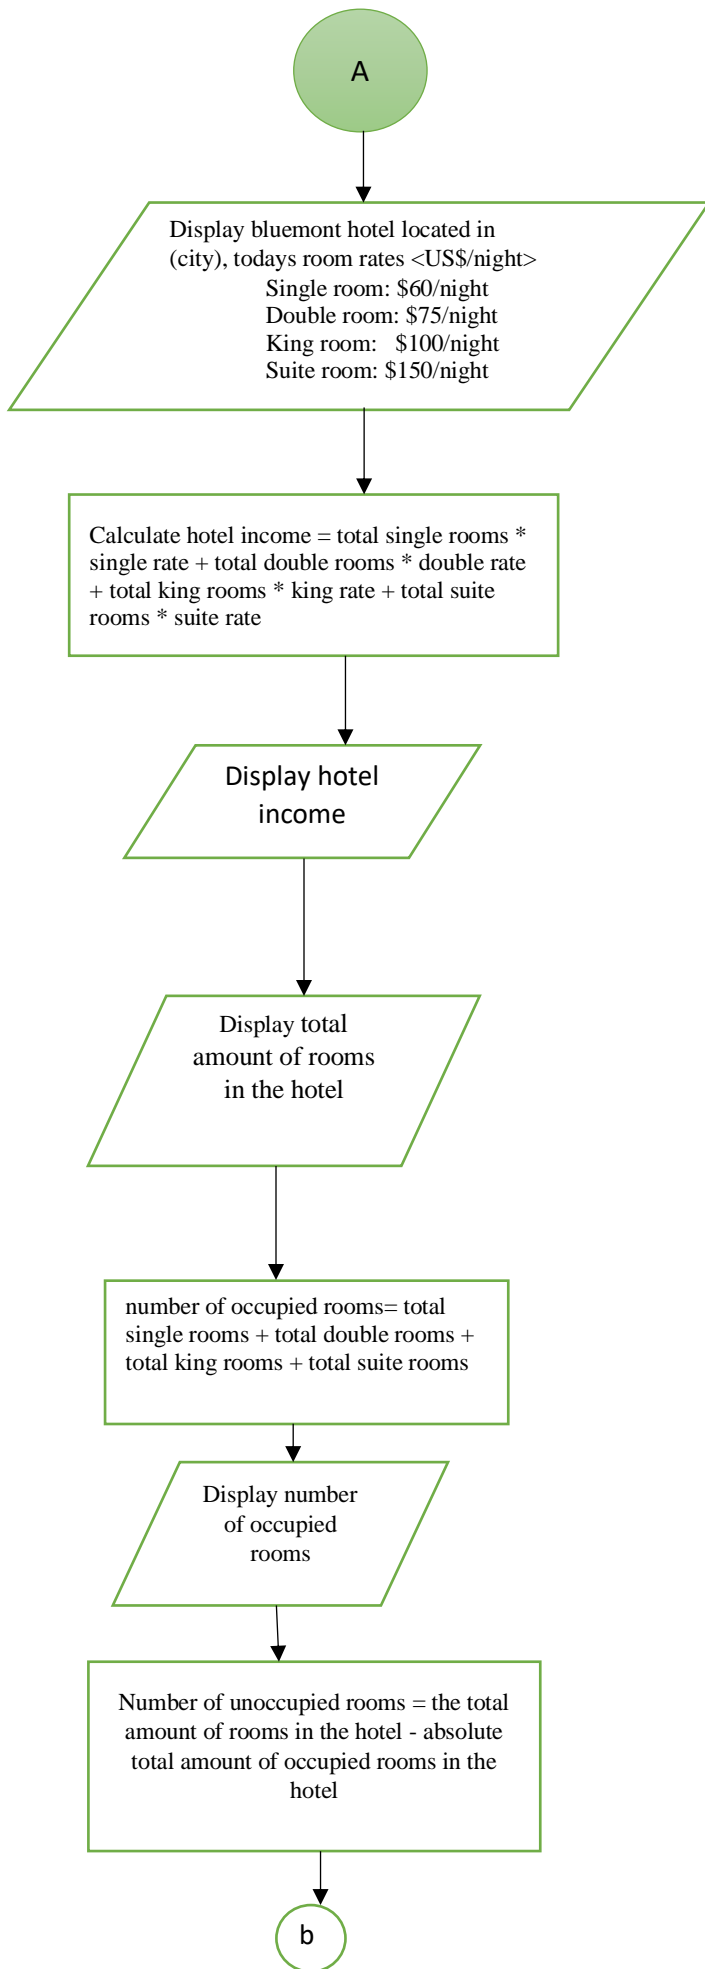 A
Display bluemont hotel located in
(city), todays room rates <US$/night>
Single room: $60/night
Double room: $75/night
King room: $100/night
Suite room: $150/night
Calculate hotel income = total single rooms *
single rate + total double rooms * double rate
+ total king rooms * king rate + total suite
rooms * suite rate
Display hotel
income
Display total
amount of rooms
in the hotel
number of occupied rooms= total
single rooms + total double rooms +
total king rooms + total suite rooms
Display number
of occupied
rooms
Number of unoccupied rooms = the total
amount of rooms in the hotel - absolute
total amount of occupied rooms in the
hotel
b